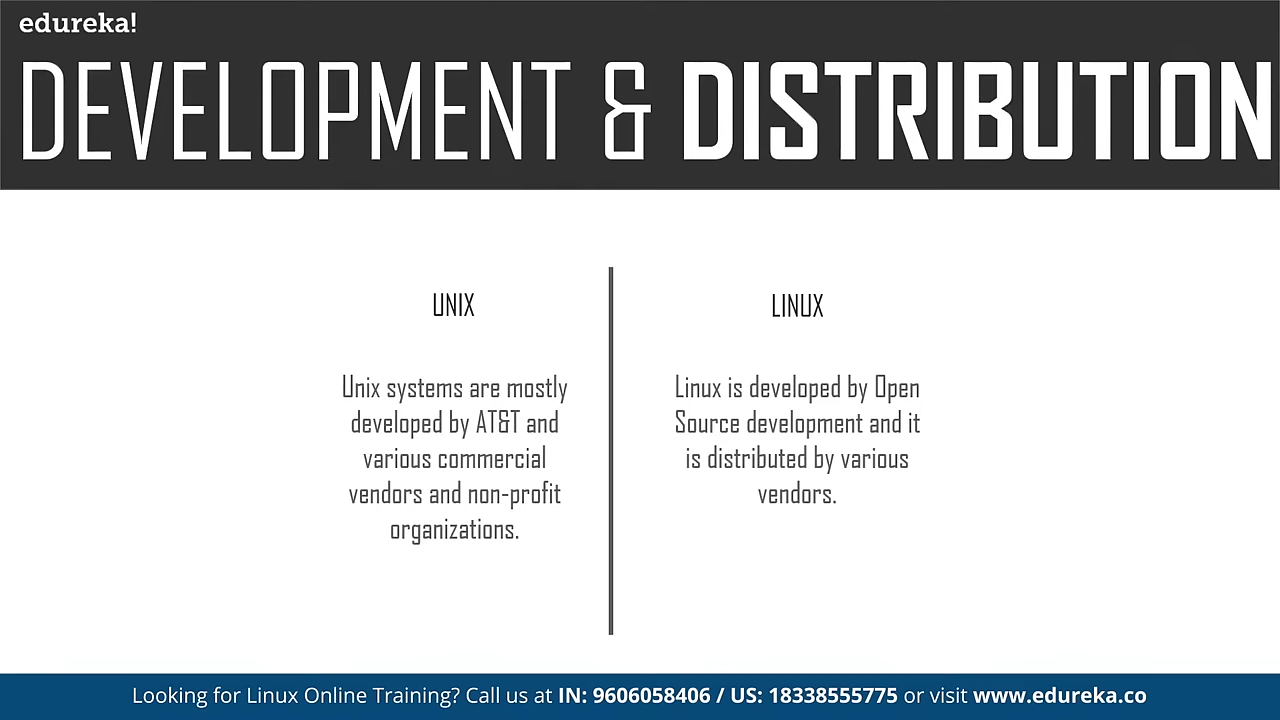 edureka!
DEVELOPMENT & DISTRIBUTION
UNIX
Unix systems are mostly
developed by AT&T and
various commercial
vendors and non-profit
organizations.
LINUX
Linux is developed by Open
Source development and it
is distributed by various
vendors.
Looking for Linux Online Training? Call us at IN: 9606058406 / US: 18338555775 or visit www.edureka.co